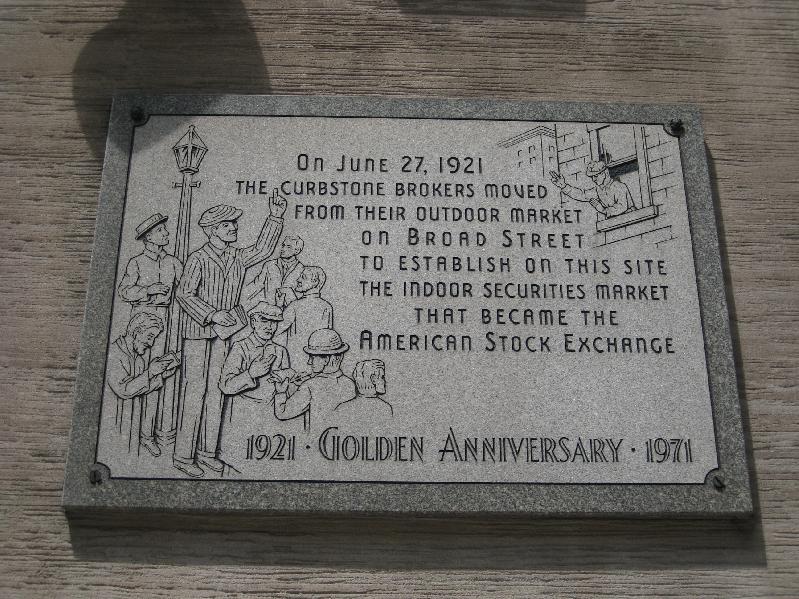 On June 27, 1921
the curbstone brokers moved
from their outdoor market
on Broad Street
to establish on this site
the indoor securities market
that became the
American Stock Exchange
1921 · Golden Anniversary · 1971